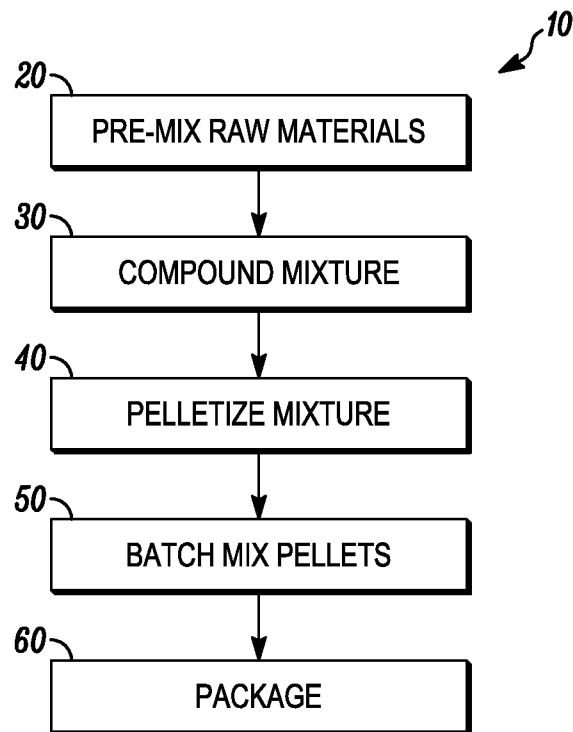 10
20
PRE-MIX RAW MATERIALS
30
COMPOUND MIXTURE
40
PELLETIZE MIXTURE
50
BATCH MIX PELLETS
60
PACKAGE